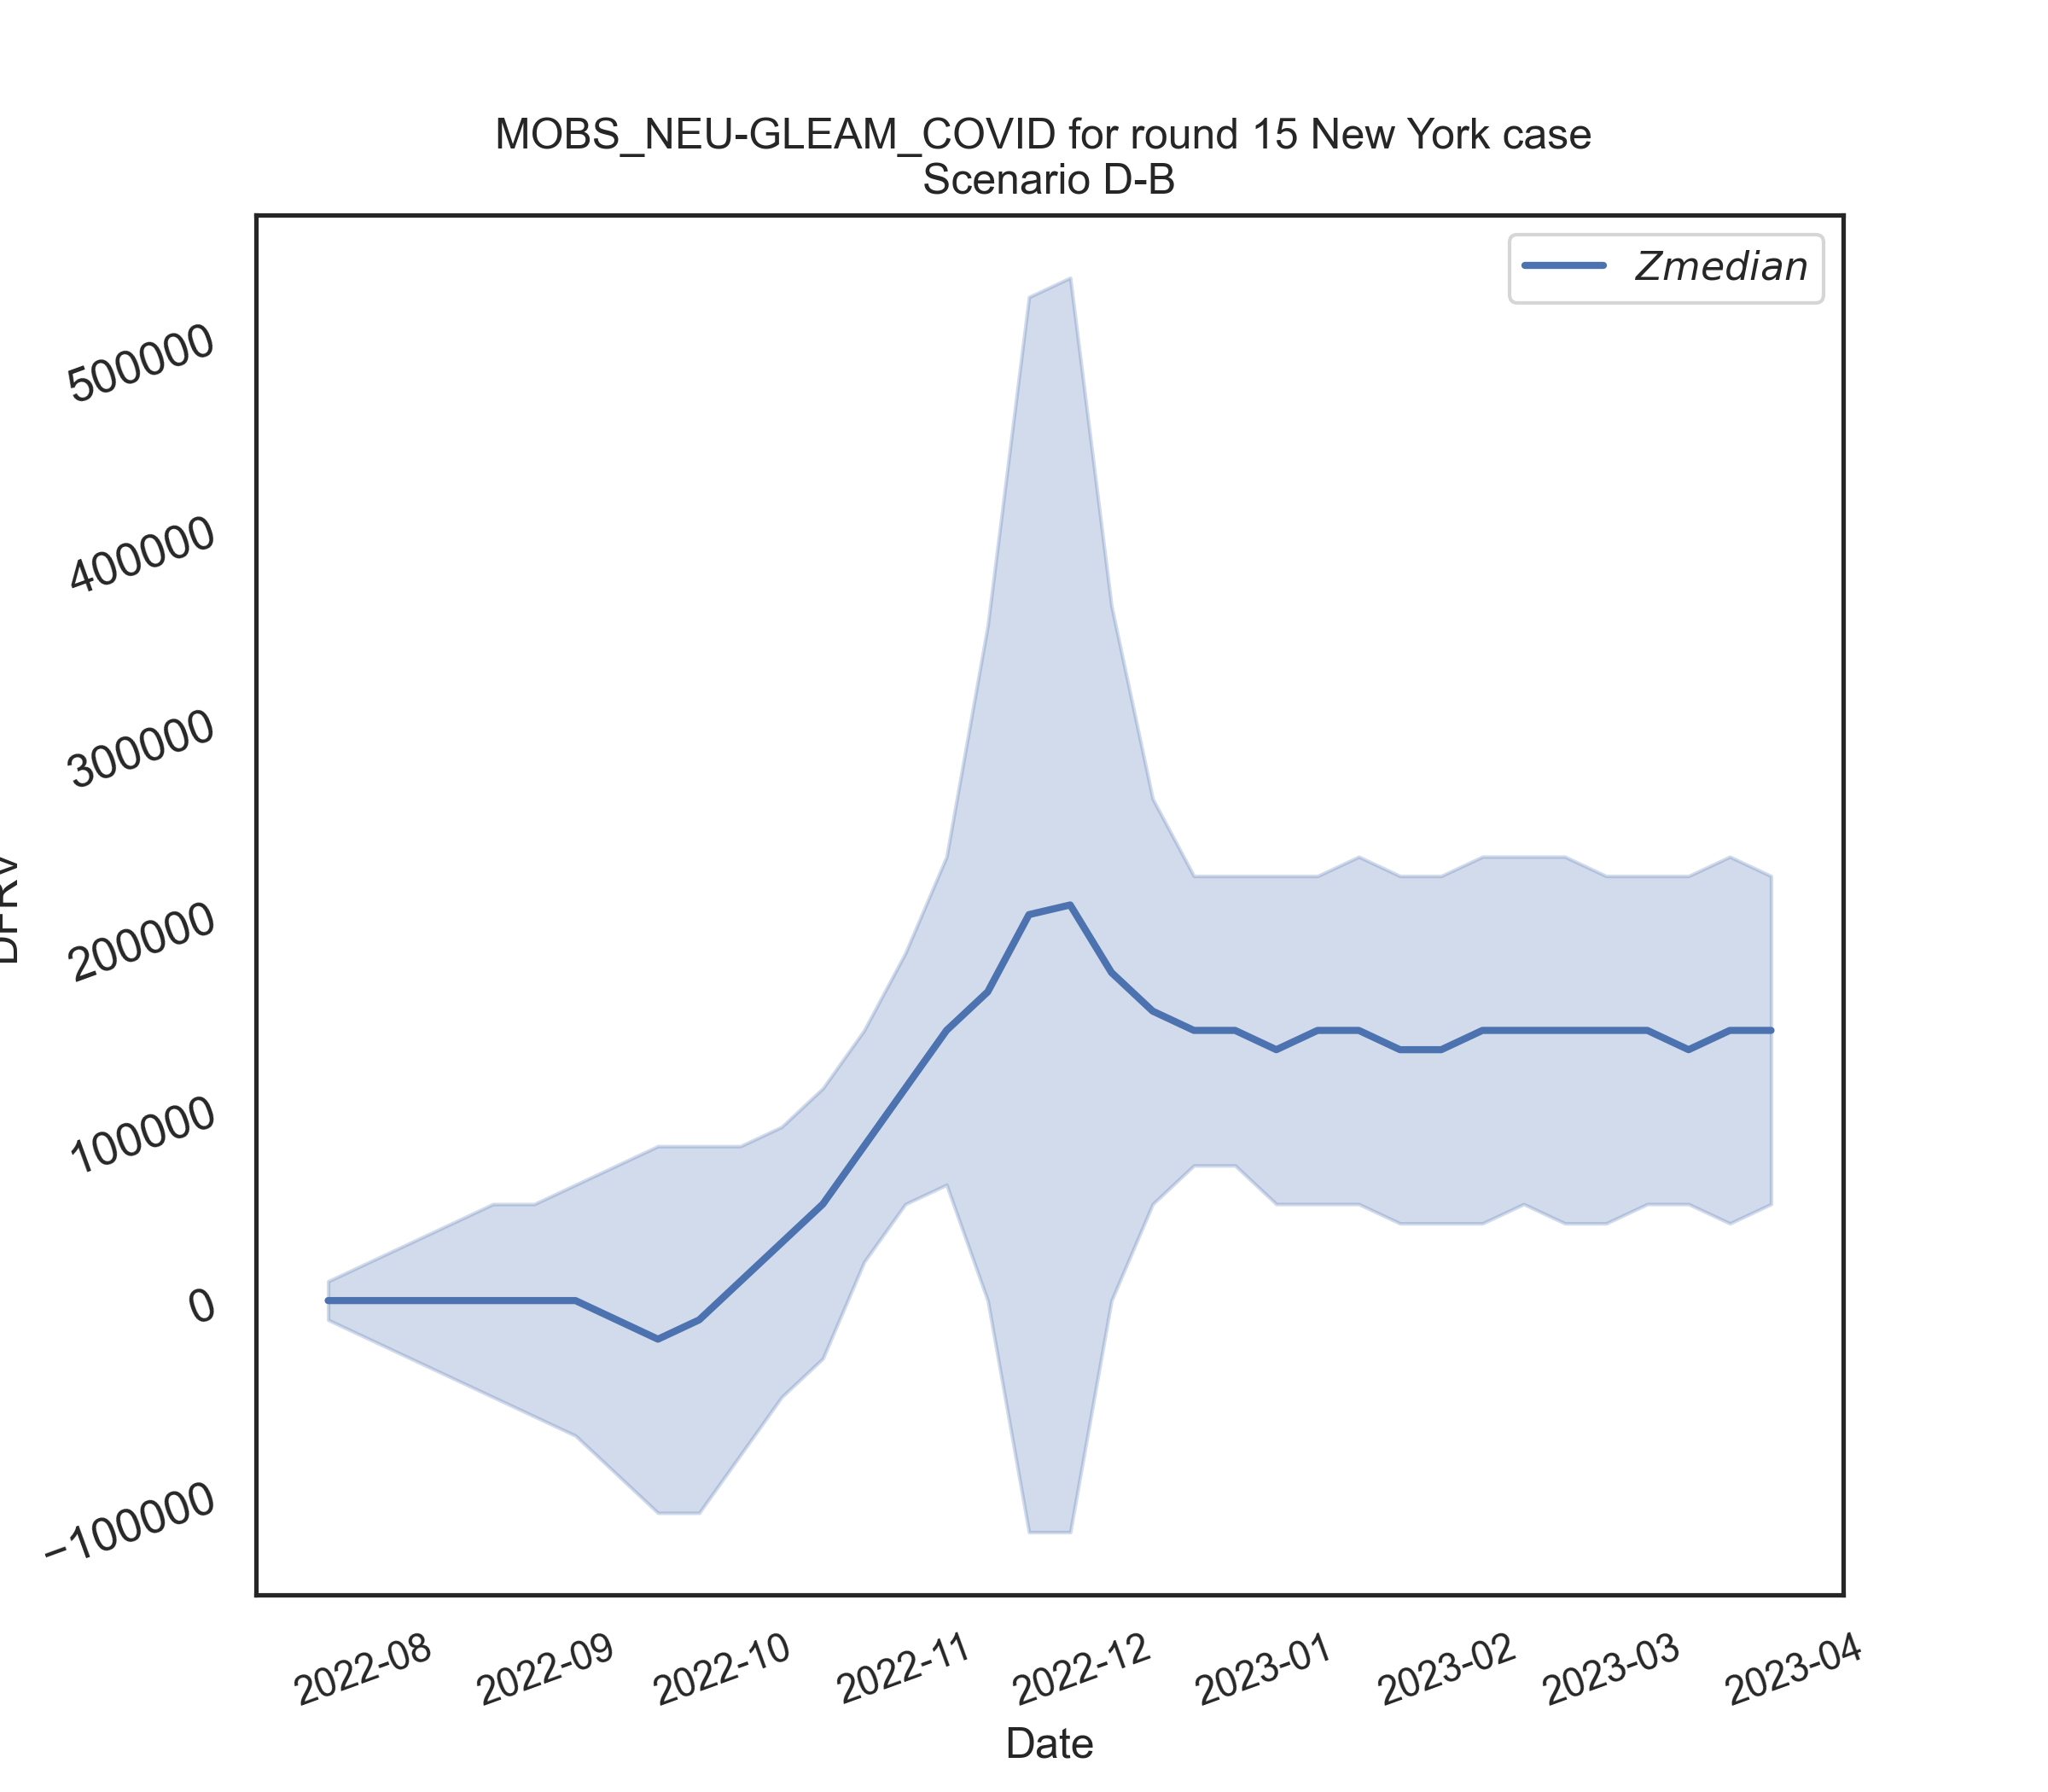 MOBS_NEU-GLEAM_COVID for round 15 New York case
Scenario D-B
Zmedian
500000
400000
300000
200000
100000
0
−100000
2022-08 2022-09 2022-10 2022-11 2022-12 2023-01 2023-02 2023-03 2023-04
Date